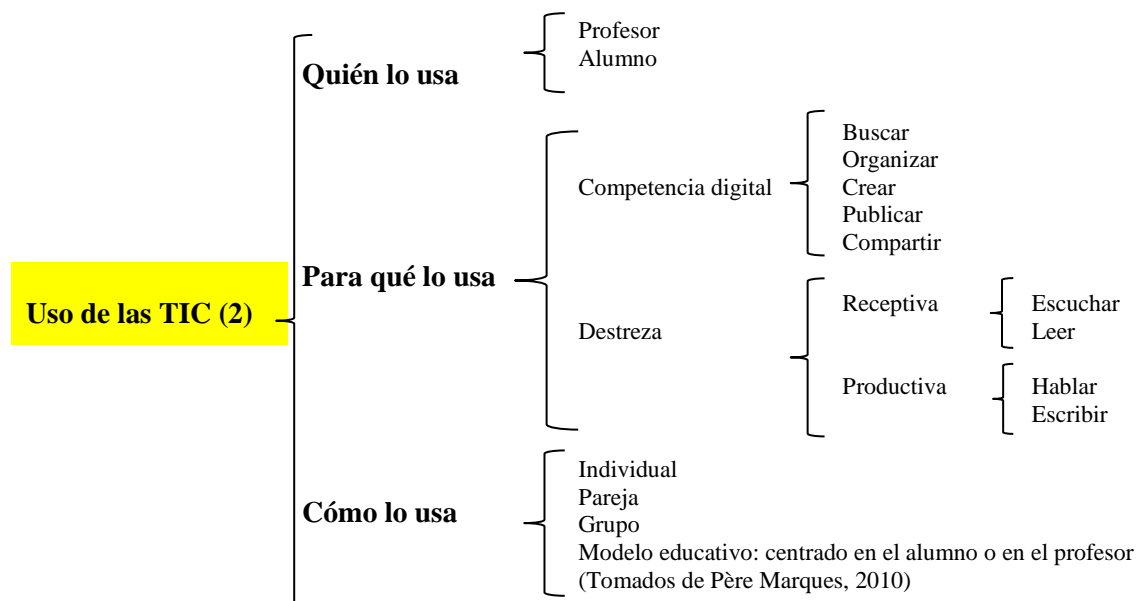 Uso de las TIC (2)
Quién lo usa
Profesor
Alumno
Para qué lo usa
Competencia digital
Buscar
Organizar
Crear
Publicar
Compartir
Destreza
Receptiva
Escuchar
Leer
Productiva
Hablar
Escribir
Cómo lo usa
Individual
Pareja
Grupo
Modelo educativo: centrado en el alumno o en el profesor
(Tomados de Père Marques, 2010)